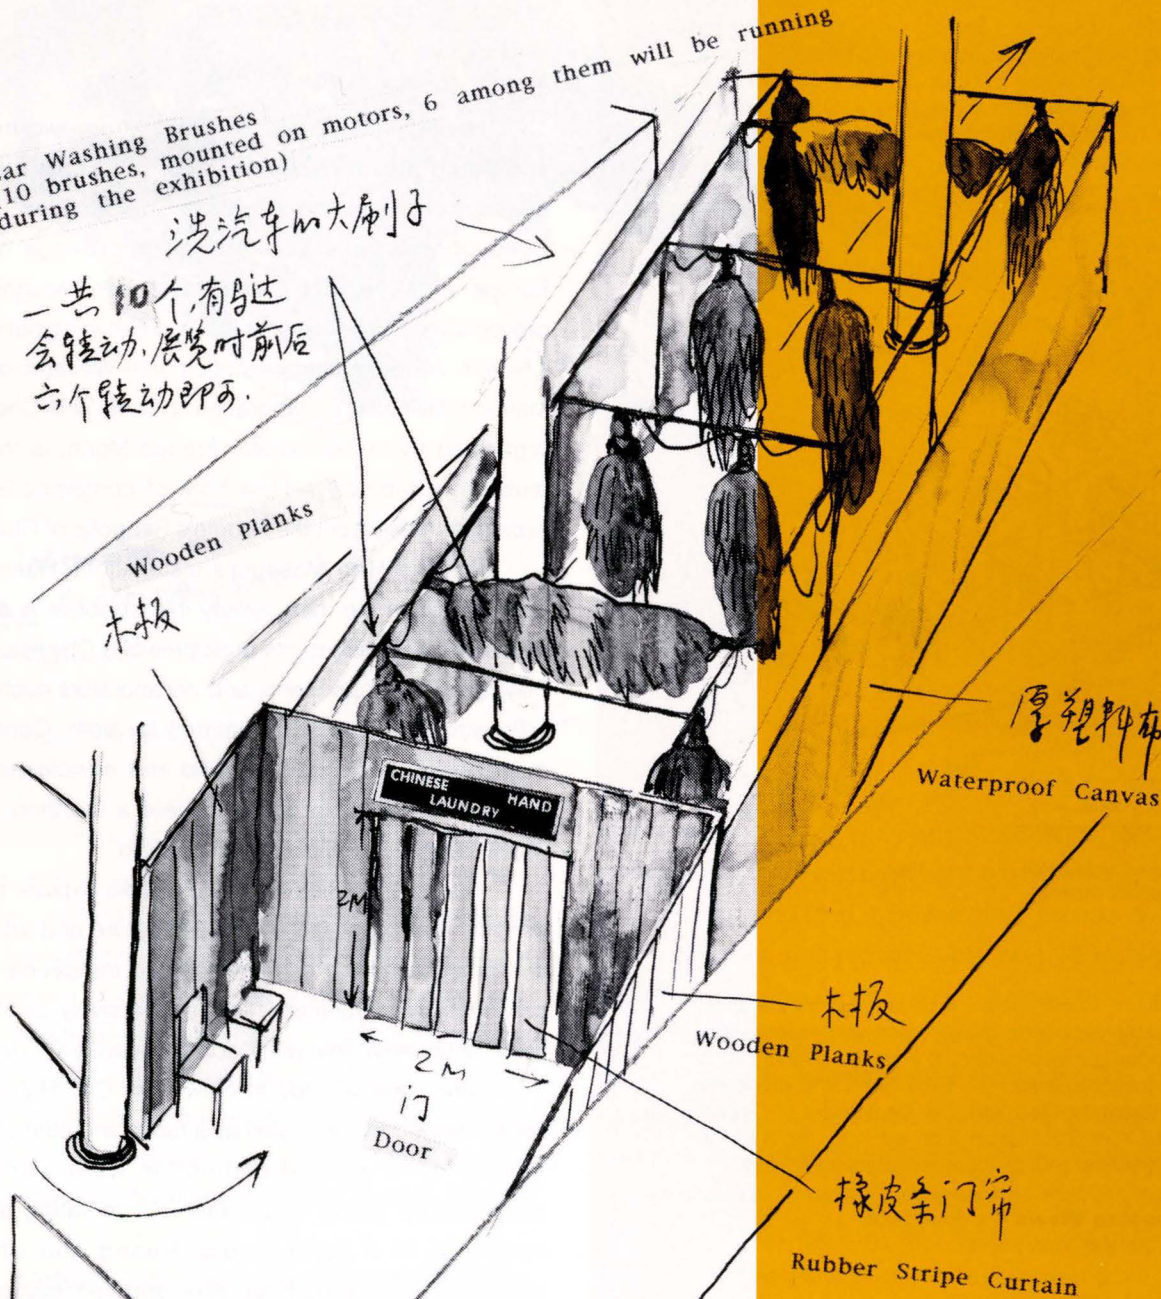 ar Washing Brushes
10 brushes, mounted on motors, 6 among them will be running
during the exhibition)
洗汽车的大刷子
一共10个,有马达
会转动、展览时前后
六个转动即可.
Wooden Planks
木板
CHINESE HAND
LAUNDRY
2M
2M
门
Door
厚塑料布
Waterproof Canvas
木板
Wooden Planks
橡皮条门帘
Rubber Stripe Curtain